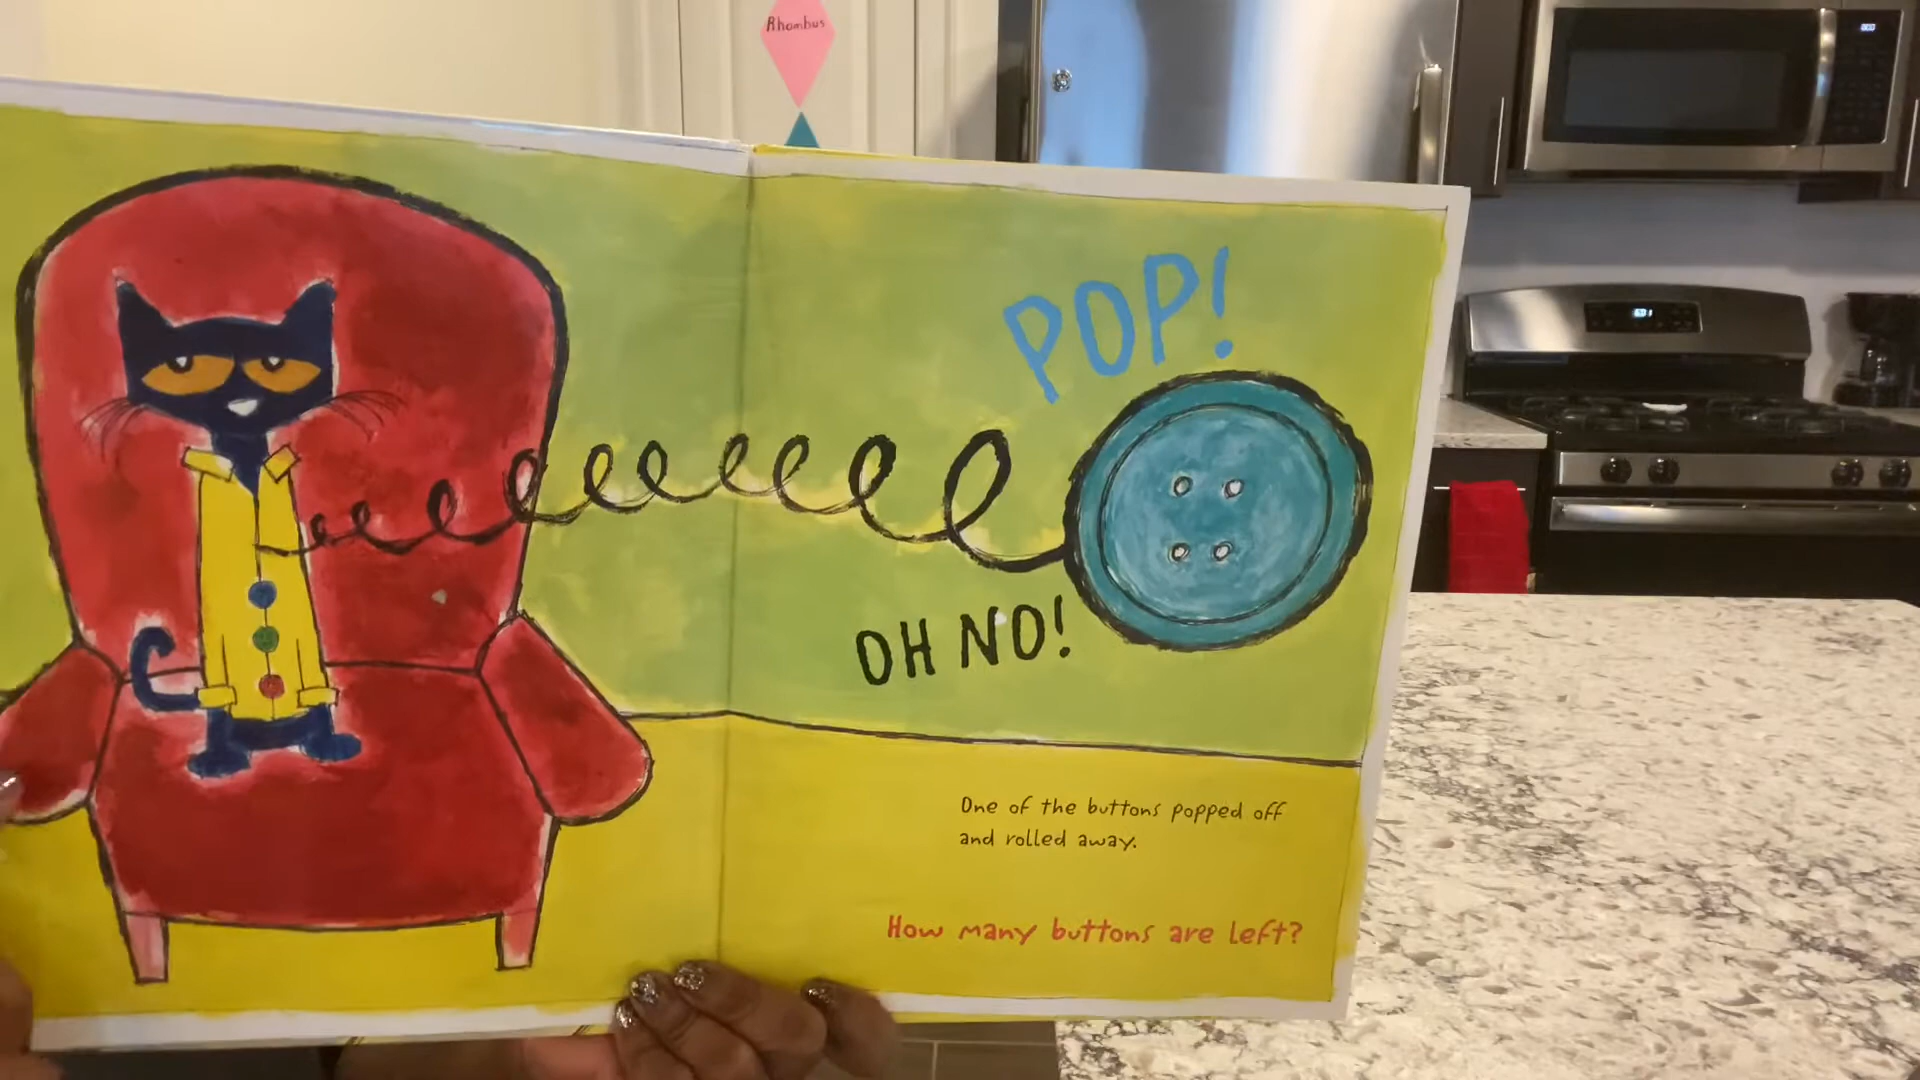 Rhombus
POP!
OH NO!
One of the buttons popped off
and rolled away.
How many buttons are left?